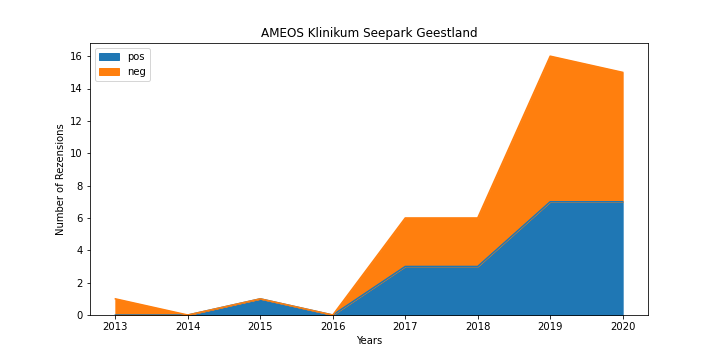 AMEOS Klinikum Seepark Geestland
pos
neg
Number of Rezensions
16
14
12
10
8
6
4
2
0
2013 2014 2015 2016 2017 2018 2019 2020
Years